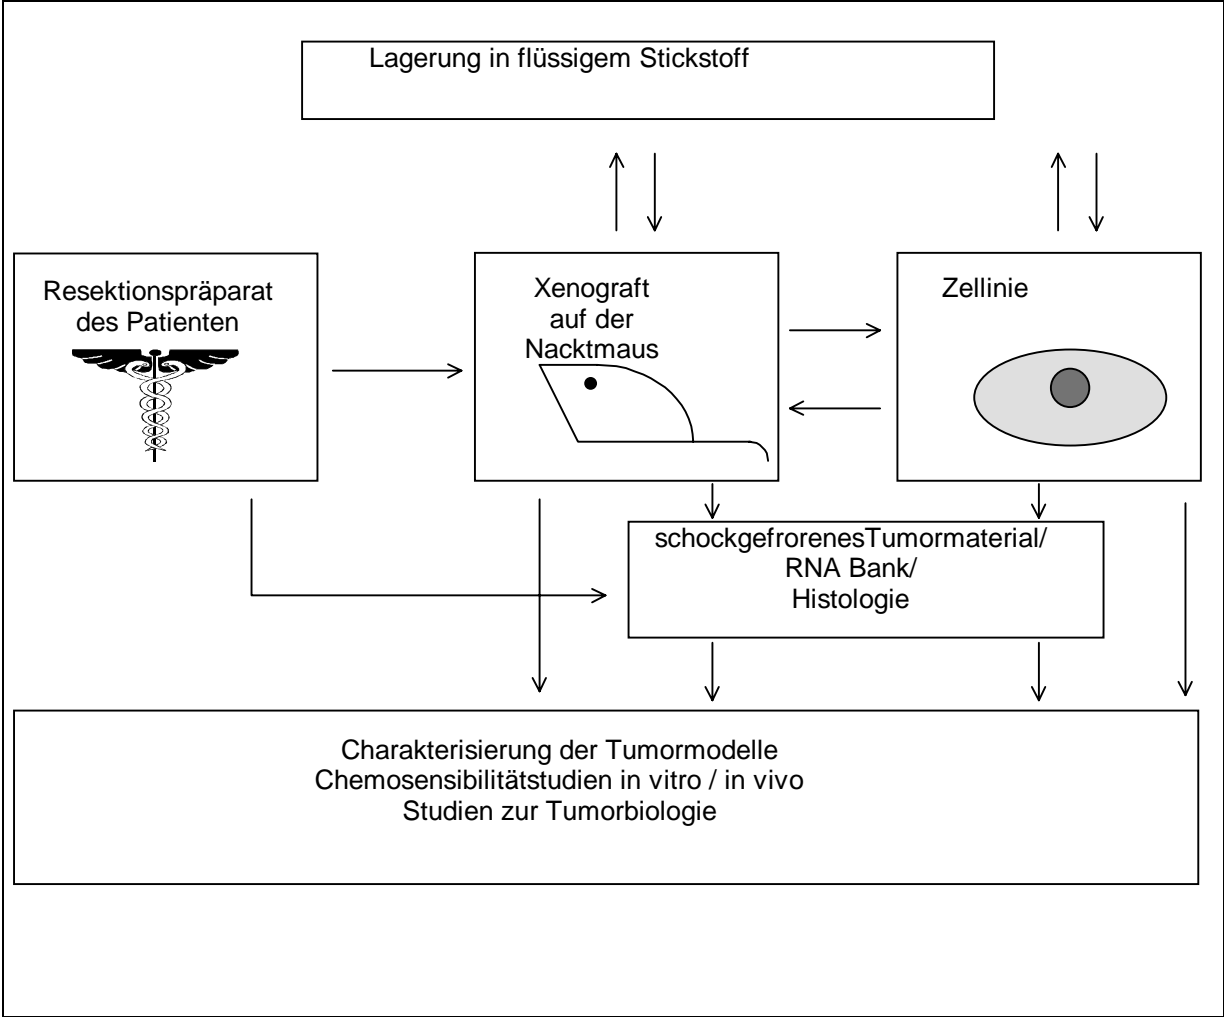 Lagerung in flüssigem Stickstoff
Resektionspräparat
des Patienten
Xenograft
auf der
Nacktmaus
Zellinie
schockgefrorenesTumormaterial/
RNA Bank/
Histologie
Charakterisierung der Tumormodelle
Chemosensibilitätstudien in vitro / in vivo
Studien zur Tumorbiologie